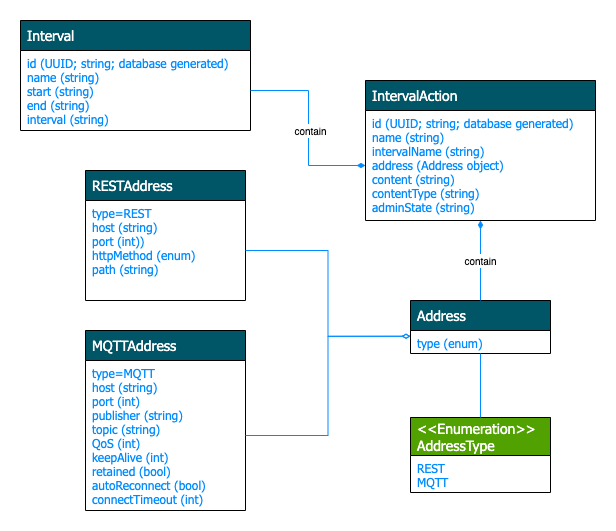 Interval
id (UUID; string; database generated)
name (string)
start (string)
end (string)
interval (string)
contain
IntervalAction
id (UUID; string; database generated)
name (string)
intervalName (string)
address (Address object)
content (string)
contentType (string)
adminState (string)
contain
RESTAddress
type=REST
host (string)
port (int))
httpMethod (enum)
path (string)
Address
type (enum)
MQTTAddress
type=MQTT
host (string)
port (int)
publisher (string)
topic (string)
QoS (int)
keepAlive (int)
retained (bool)
autoReconnect (bool)
connectTimeout (int)
<<Enumeration>>
AddressType
REST
MQTT